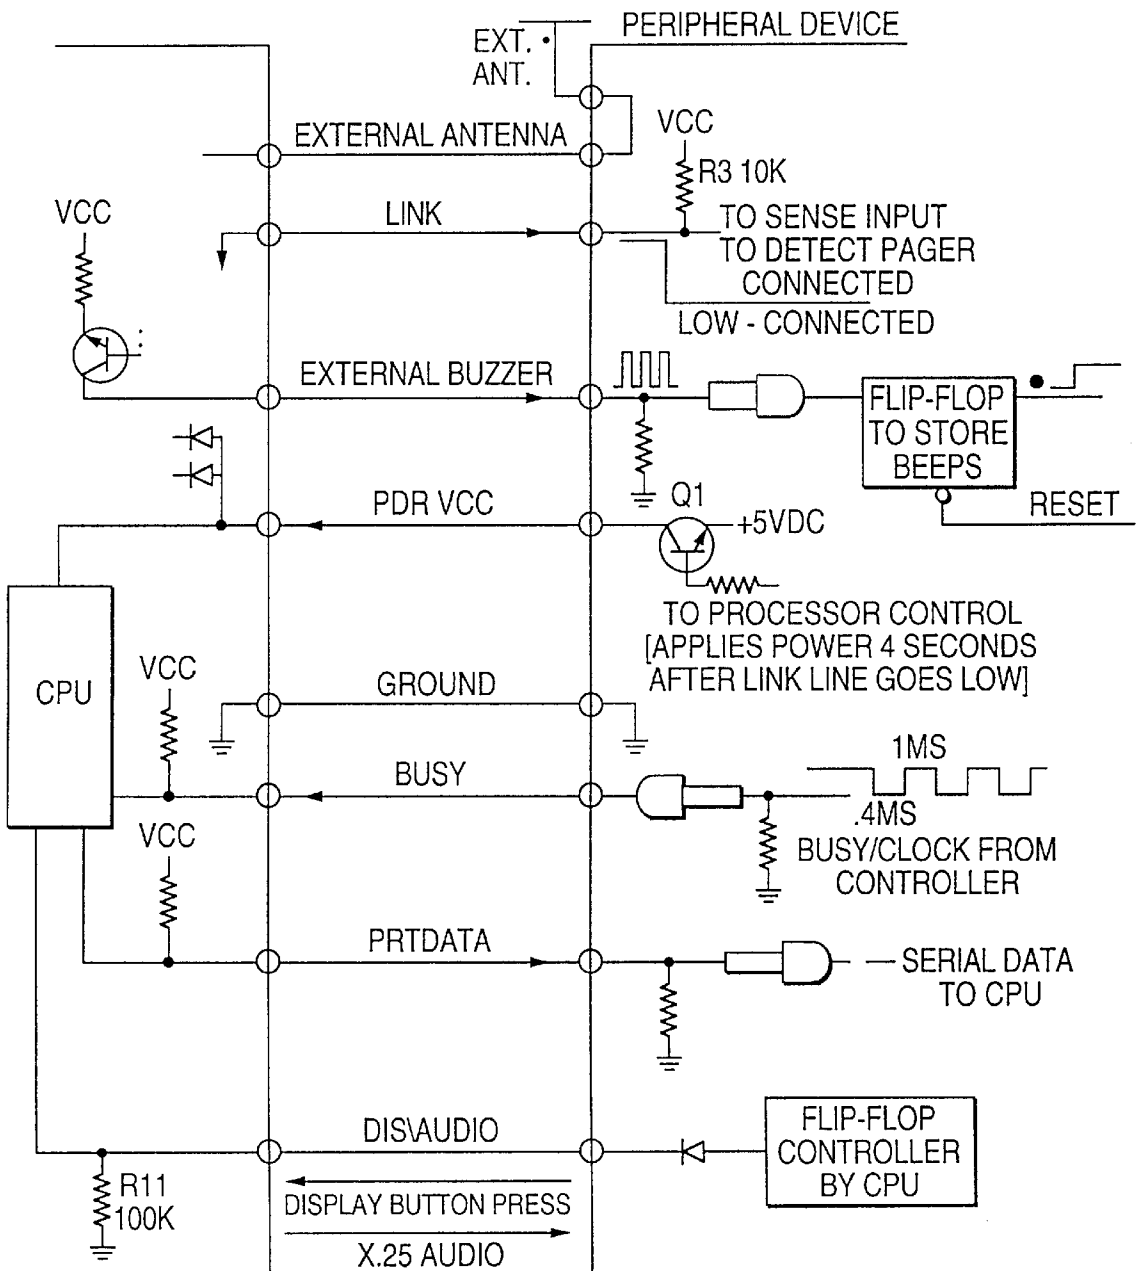 PERIPHERAL DEVICE
EXT.
ANT.
EXTERNAL ANTENNA
VCC
R3 10K
VCC
LINK
TO SENSE INPUT
TO DETECT PAGER
CONNECTED
LOW - CONNECTED
EXTERNAL BUZZER
FLIP-FLOP
TO STORE
BEEPS
RESET
PDR VCC
Q1
+5VDC
TO PROCESSOR CONTROL
[APPLIES POWER 4 SECONDS
AFTER LINK LINE GOES LOW]
CPU
VCC
GROUND
BUSY
1MS
.4MS
BUSY/CLOCK FROM
CONTROLLER
VCC
PRTDATA
SERIAL DATA
TO CPU
DIS\AUDIO
FLIP-FLOP
CONTROLLER
BY CPU
R11
100K
DISPLAY BUTTON PRESS
X.25 AUDIO